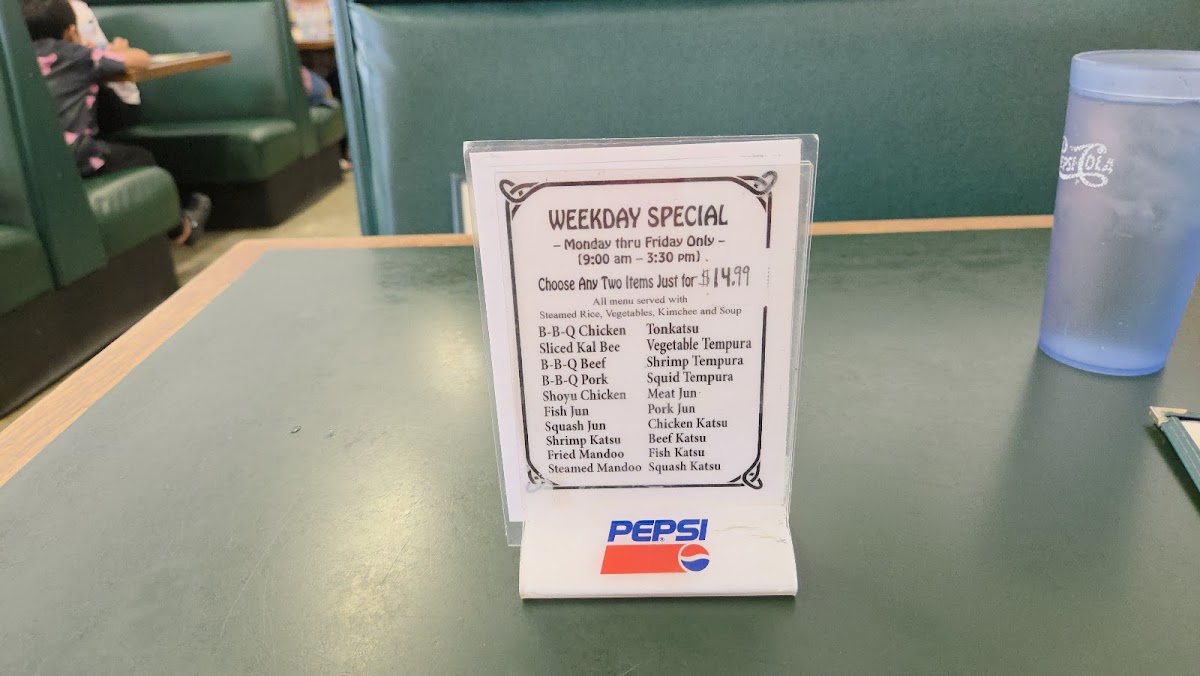 WEEKDAY SPECIAL
– Monday thru Friday Only –
(9:00 am – 3:30 pm)
Choose Any Two Items Just for $14.99
All menu served with
Steamed Rice, Vegetables, Kimchee and Soup
B-B-Q Chicken
Sliced Kal Bee
B-B-Q Beef
B-B-Q Pork
Shoyu Chicken
Fish Jun
Squash Jun
Shrimp Katsu
Fried Mandoo
Steamed Mandoo
Tonkatsu
Vegetable Tempura
Shrimp Tempura
Squid Tempura
Meat Jun
Pork Jun
Chicken Katsu
Beef Katsu
Fish Katsu
Squash Katsu
PEPSI
PEPSI COLA